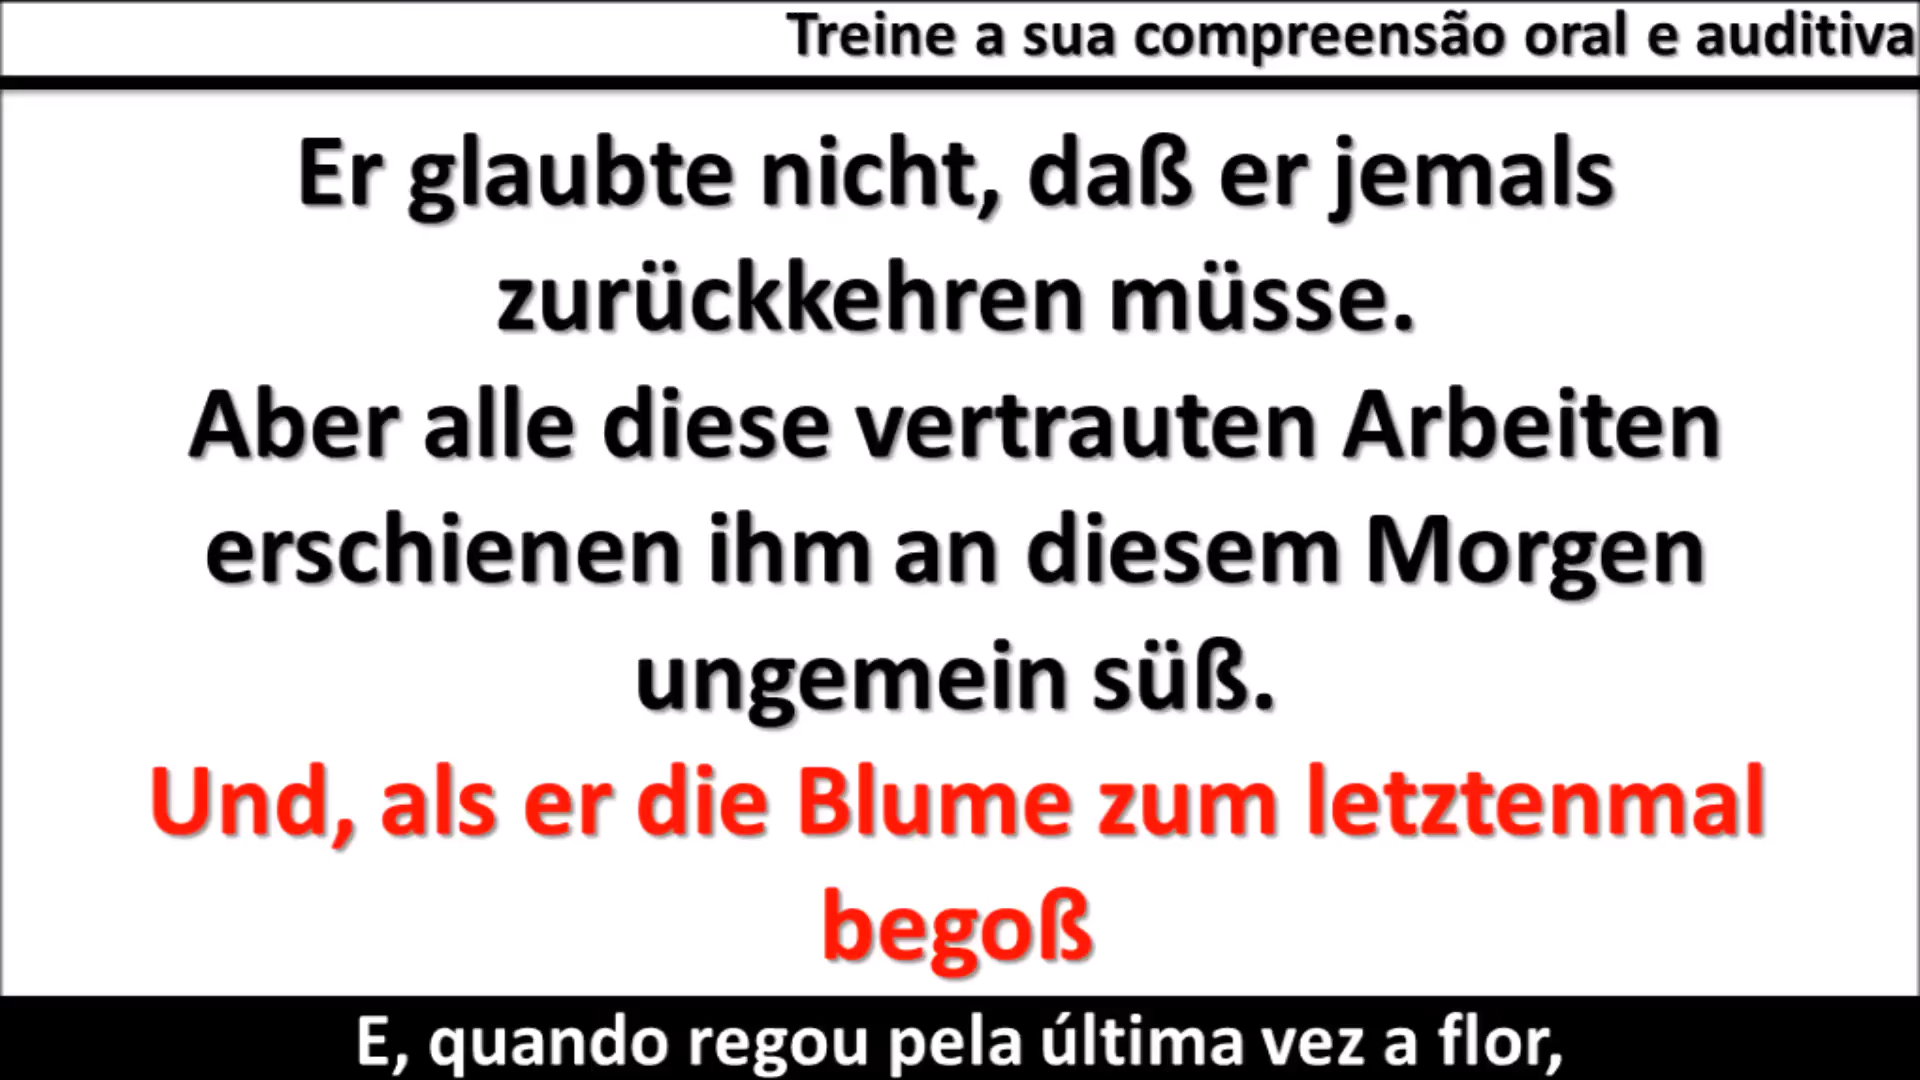 Treine a sua compreensão oral e auditiva
Er glaubte nicht, daß er jemals
zurückkehren müsse.
Aber alle diese vertrauten Arbeiten
erschienen ihm an diesem Morgen
ungemein süß.
Und, als er die Blume zum letztenmal
begoß
E, quando regou pela última vez a flor,